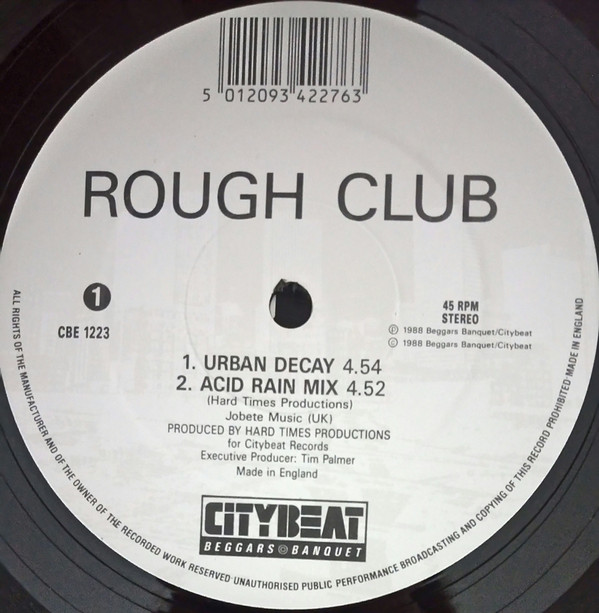 5 012093 422763
ROUGH CLUB
1
CBE 1223
45 RPM
STEREO
℗ 1988 Beggars Banquet/Citybeat
© 1988 Beggars Banquet/Citybeat
1. URBAN DECAY 4.54
2. ACID RAIN MIX 4.52
(Hard Times Productions)
Jobete Music (UK)
PRODUCED BY HARD TIMES PRODUCTIONS
for Citybeat Records
Executive Producer: Tim Palmer
Made in England
CITYBEAT
BEGGARS BANQUET
ALL RIGHTS OF THE MANUFACTURER AND OF THE OWNER OF THE RECORDED WORK RESERVED·UNAUTHORISED PUBLIC PERFORMANCE BROADCASTING AND COPYING OF THIS RECORD PROHIBITED·MADE IN ENGLAND